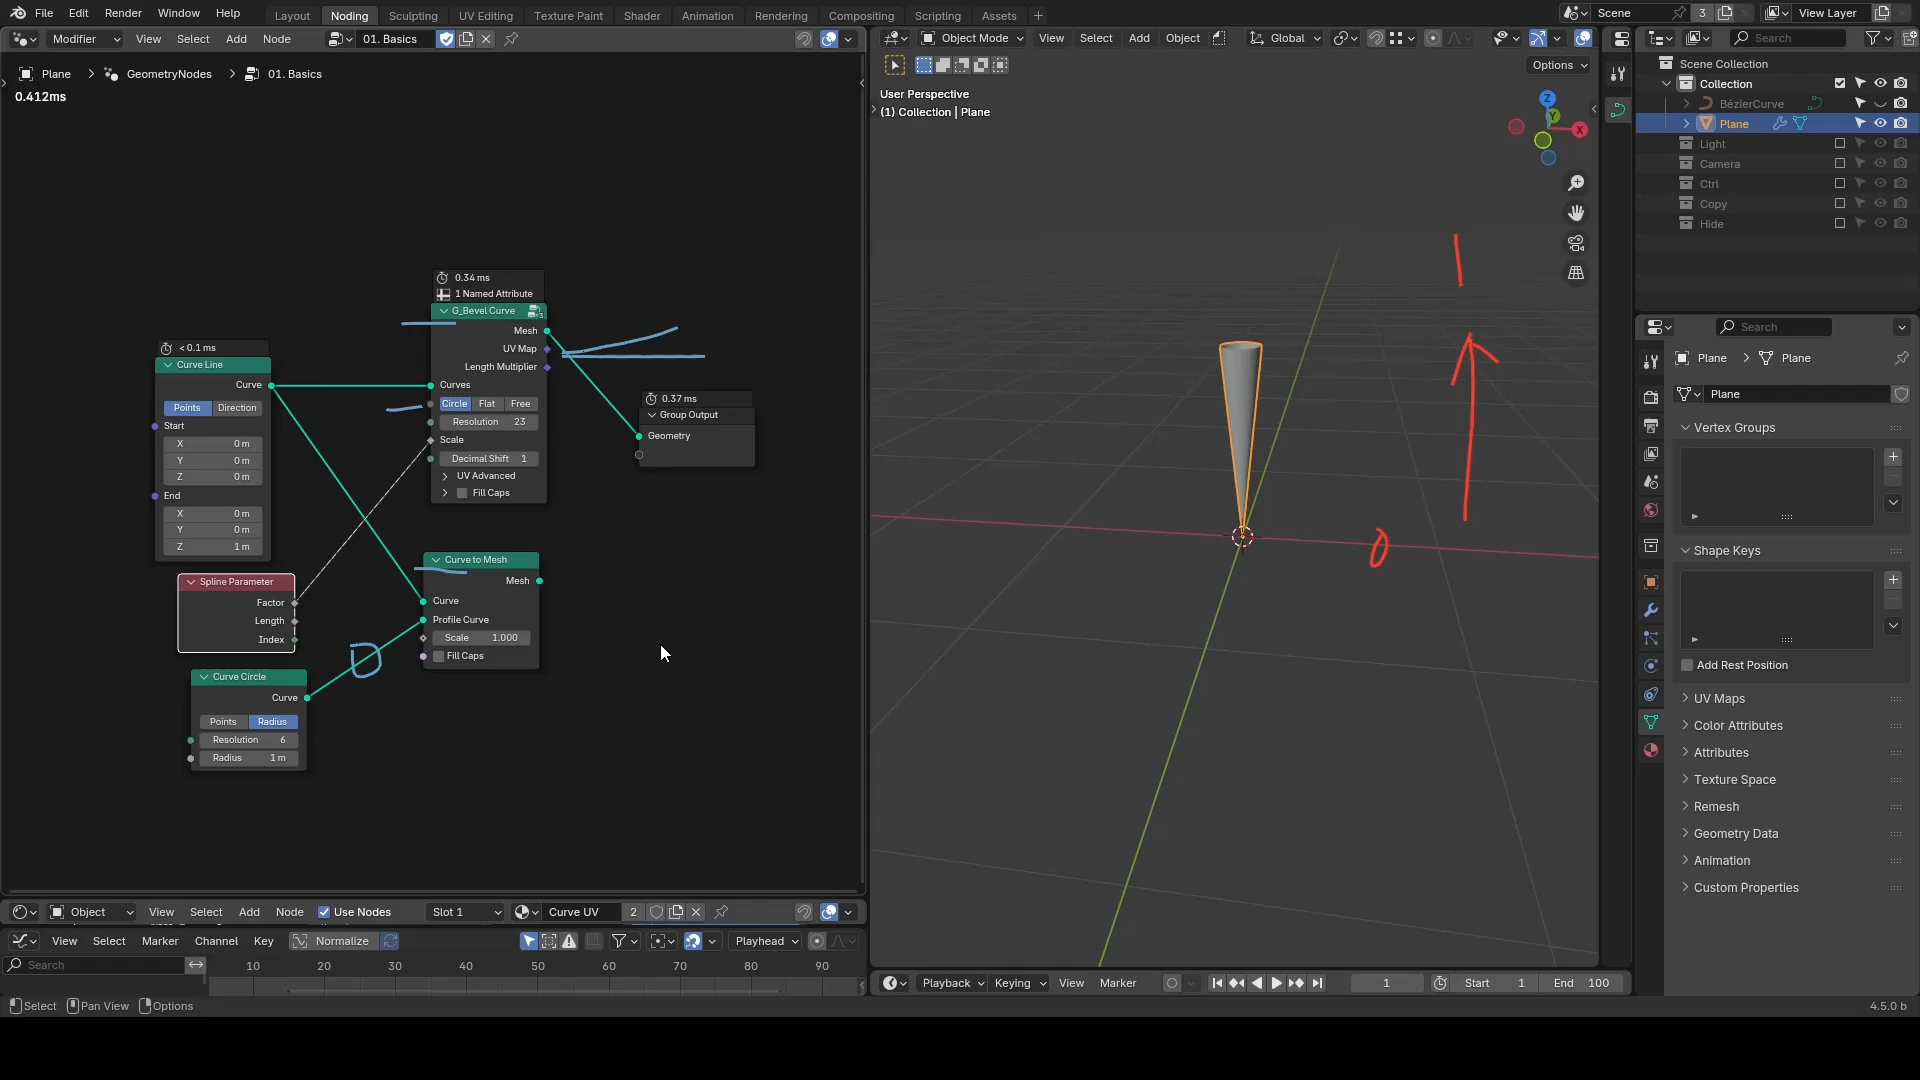 File Edit Render Window Help Layout Noding Sculpting UV Editing Texture Paint Shader Animation Rendering Compositing Scripting Assets + Scene 3 View Layer
Modifier View Select Add Node 01. Basics
Object Mode View Select Add Object Global
Search
Plane > GeometryNodes > 01. Basics
0.412ms
Options
User Perspective
(1) Collection | Plane
Z
Y
X
Scene Collection
Collection
BézierCurve
Plane
Light
Camera
Ctrl
Copy
Hide
0.34 ms
1 Named Attribute
G_Bevel Curve
Mesh
UV Map
Length Multiplier
Curves
Circle Flat Free
Resolution 23
Scale
Decimal Shift 1
UV Advanced
Fill Caps
< 0.1 ms
Curve Line
Curve
Points Direction
Start
X 0 m
Y 0 m
Z 0 m
End
X 0 m
Y 0 m
Z 1 m
0.37 ms
Group Output
Geometry
Spline Parameter
Factor
Length
Index
Curve to Mesh
Mesh
Curve
Profile Curve
Scale 1.000
Fill Caps
Curve Circle
Curve
Points Radius
Resolution 6
Radius 1 m
D
1
0
Search
Plane > Plane
Plane
Vertex Groups
Shape Keys
Add Rest Position
UV Maps
Color Attributes
Attributes
Texture Space
Remesh
Geometry Data
Animation
Custom Properties
Object View Select Add Node Use Nodes Slot 1 Curve UV 2
View Select Marker Channel Key Normalize Playhead
Search
10 20 30 40 50 60 70 80 90
Playback Keying View Marker 1 Start 1 End 100
Select Pan View Options
4.5.0 b